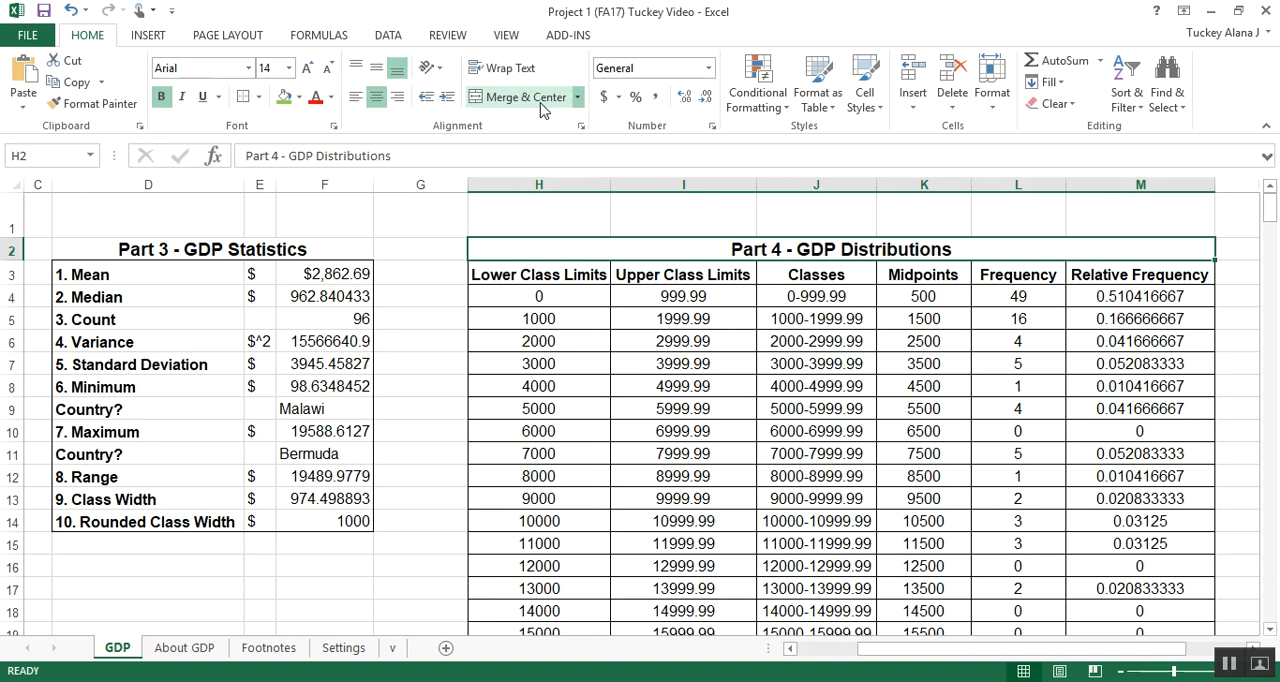 Project 1 (FA17) Tuckey Video - Excel
FILE HOME INSERT PAGE LAYOUT FORMULAS DATA REVIEW VIEW ADD-INS Tuckey Alana J
Paste Cut Copy Format Painter
Clipboard
Arial 14
B I U
Font
Wrap Text
Merge & Center
Alignment
General
$ % ,
Number
Conditional Formatting
Format as Table
Cell Styles
Styles
Insert Delete Format
Cells
AutoSum
Fill
Clear
Sort & Filter
Find & Select
Editing
H2 fx Part 4 - GDP Distributions
C D E F G H I J K L M
1
2 Part 3 - GDP Statistics Part 4 - GDP Distributions
3 1. Mean $ $2,862.69 Lower Class Limits Upper Class Limits Classes Midpoints Frequency Relative Frequency
4 2. Median $ 962.840433 0 999.99 0-999.99 500 49 0.510416667
5 3. Count 96 1000 1999.99 1000-1999.99 1500 16 0.166666667
6 4. Variance $^2 15566640.9 2000 2999.99 2000-2999.99 2500 4 0.041666667
7 5. Standard Deviation $ 3945.45827 3000 3999.99 3000-3999.99 3500 5 0.052083333
8 6. Minimum $ 98.6348452 4000 4999.99 4000-4999.99 4500 1 0.010416667
9 Country? Malawi 5000 5999.99 5000-5999.99 5500 4 0.041666667
10 7. Maximum $ 19588.6127 6000 6999.99 6000-6999.99 6500 0 0
11 Country? Bermuda 7000 7999.99 7000-7999.99 7500 5 0.052083333
12 8. Range $ 19489.9779 8000 8999.99 8000-8999.99 8500 1 0.010416667
13 9. Class Width $ 974.498893 9000 9999.99 9000-9999.99 9500 2 0.020833333
14 10. Rounded Class Width $ 1000 10000 10999.99 10000-10999.99 10500 3 0.03125
15 11000 11999.99 11000-11999.99 11500 3 0.03125
16 12000 12999.99 12000-12999.99 12500 0 0
17 13000 13999.99 13000-13999.99 13500 2 0.020833333
18 14000 14999.99 14000-14999.99 14500 0 0
19 15000 15999.99 15000-15999.99 15500 0 0
GDP About GDP Footnotes Settings v
READY